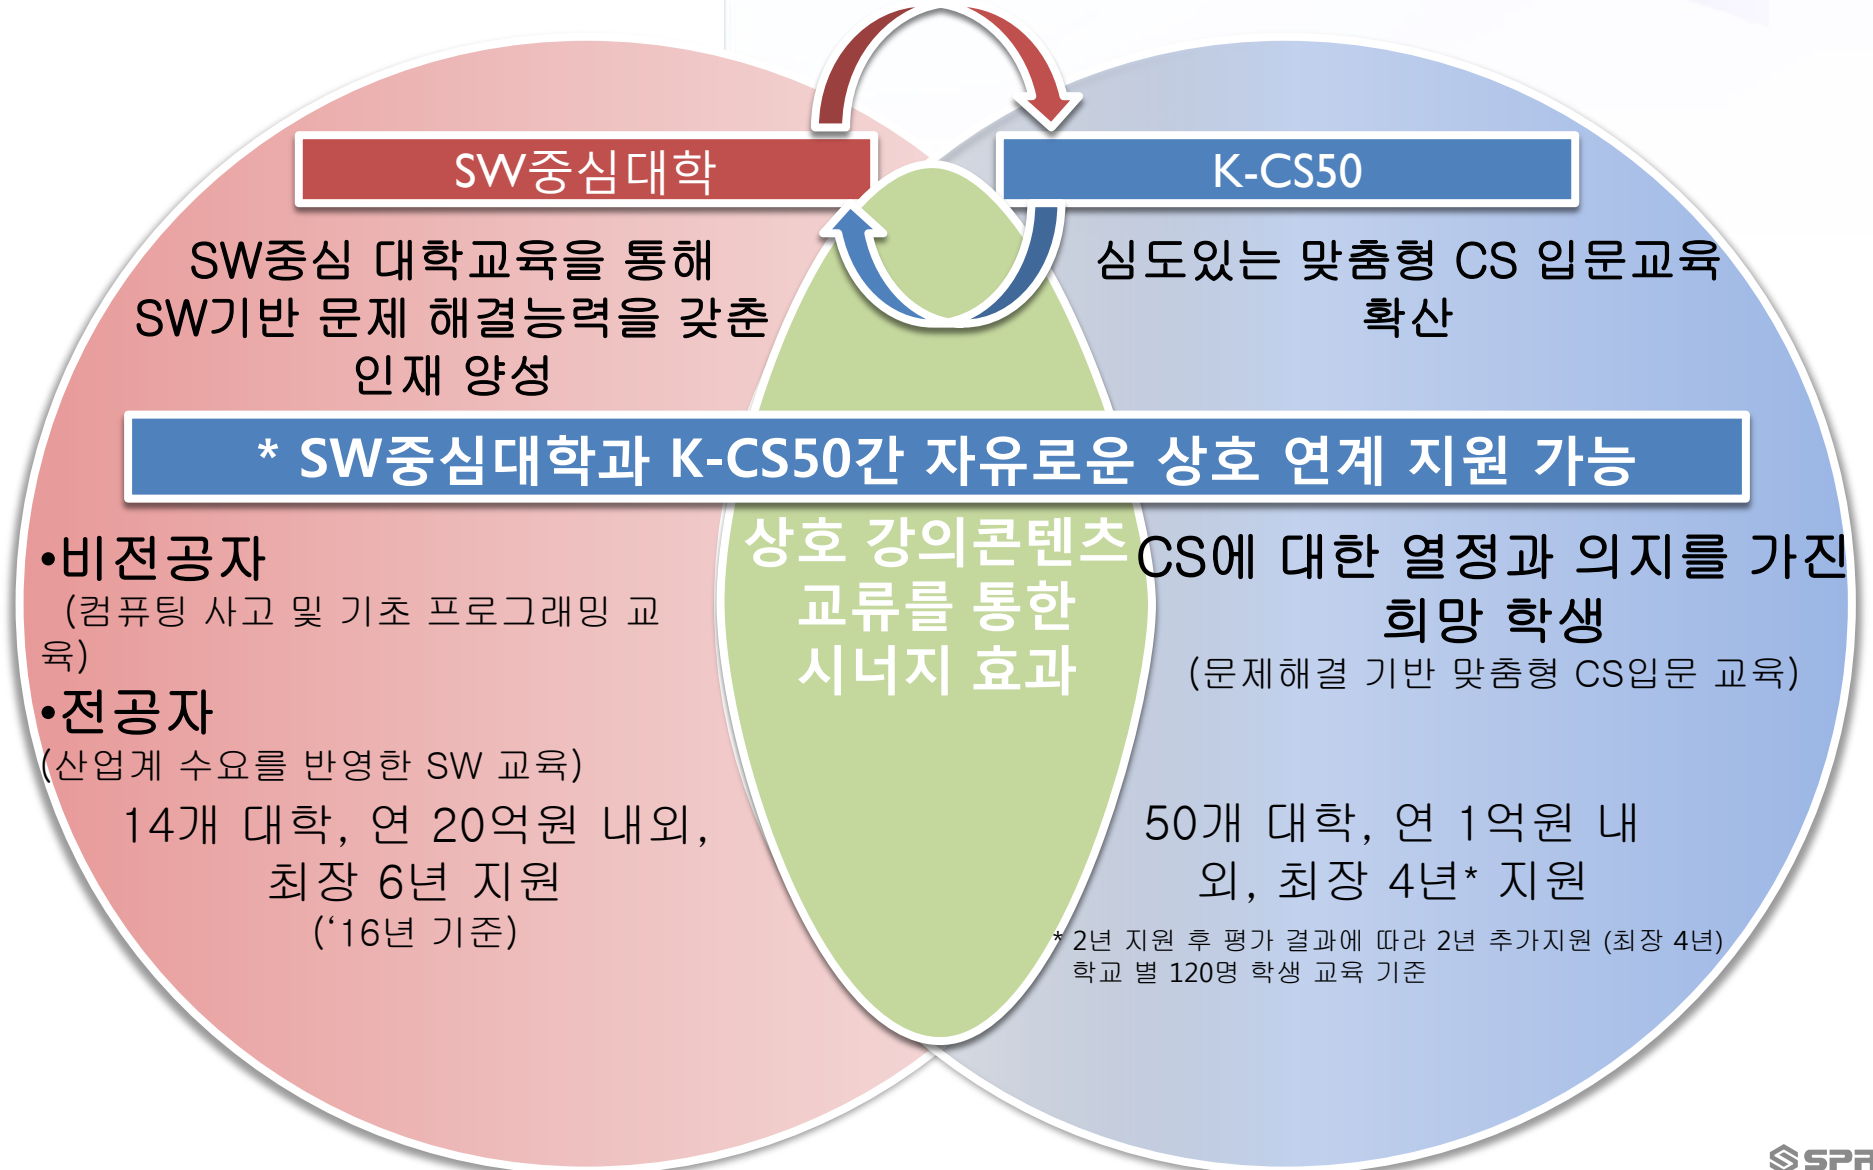 SW중심대학
K-CS50
SW중심 대학교육을 통해
SW기반 문제 해결능력을 갖춘
인재 양성
심도있는 맞춤형 CS 입문교육
확산
* SW중심대학과 K-CS50간 자유로운 상호 연계 지원 가능
•비전공자
(컴퓨팅 사고 및 기초 프로그래밍 교
육)
•전공자
(산업계 수요를 반영한 SW 교육)
14개 대학, 연 20억원 내외,
최장 6년 지원
(‘16년 기준)
상호 강의콘텐츠
교류를 통한
시너지 효과
CS에 대한 열정과 의지를 가진
희망 학생
(문제해결 기반 맞춤형 CS입문 교육)
50개 대학, 연 1억원 내
외, 최장 4년* 지원
* 2년 지원 후 평가 결과에 따라 2년 추가지원 (최장 4년)
학교 별 120명 학생 교육 기준